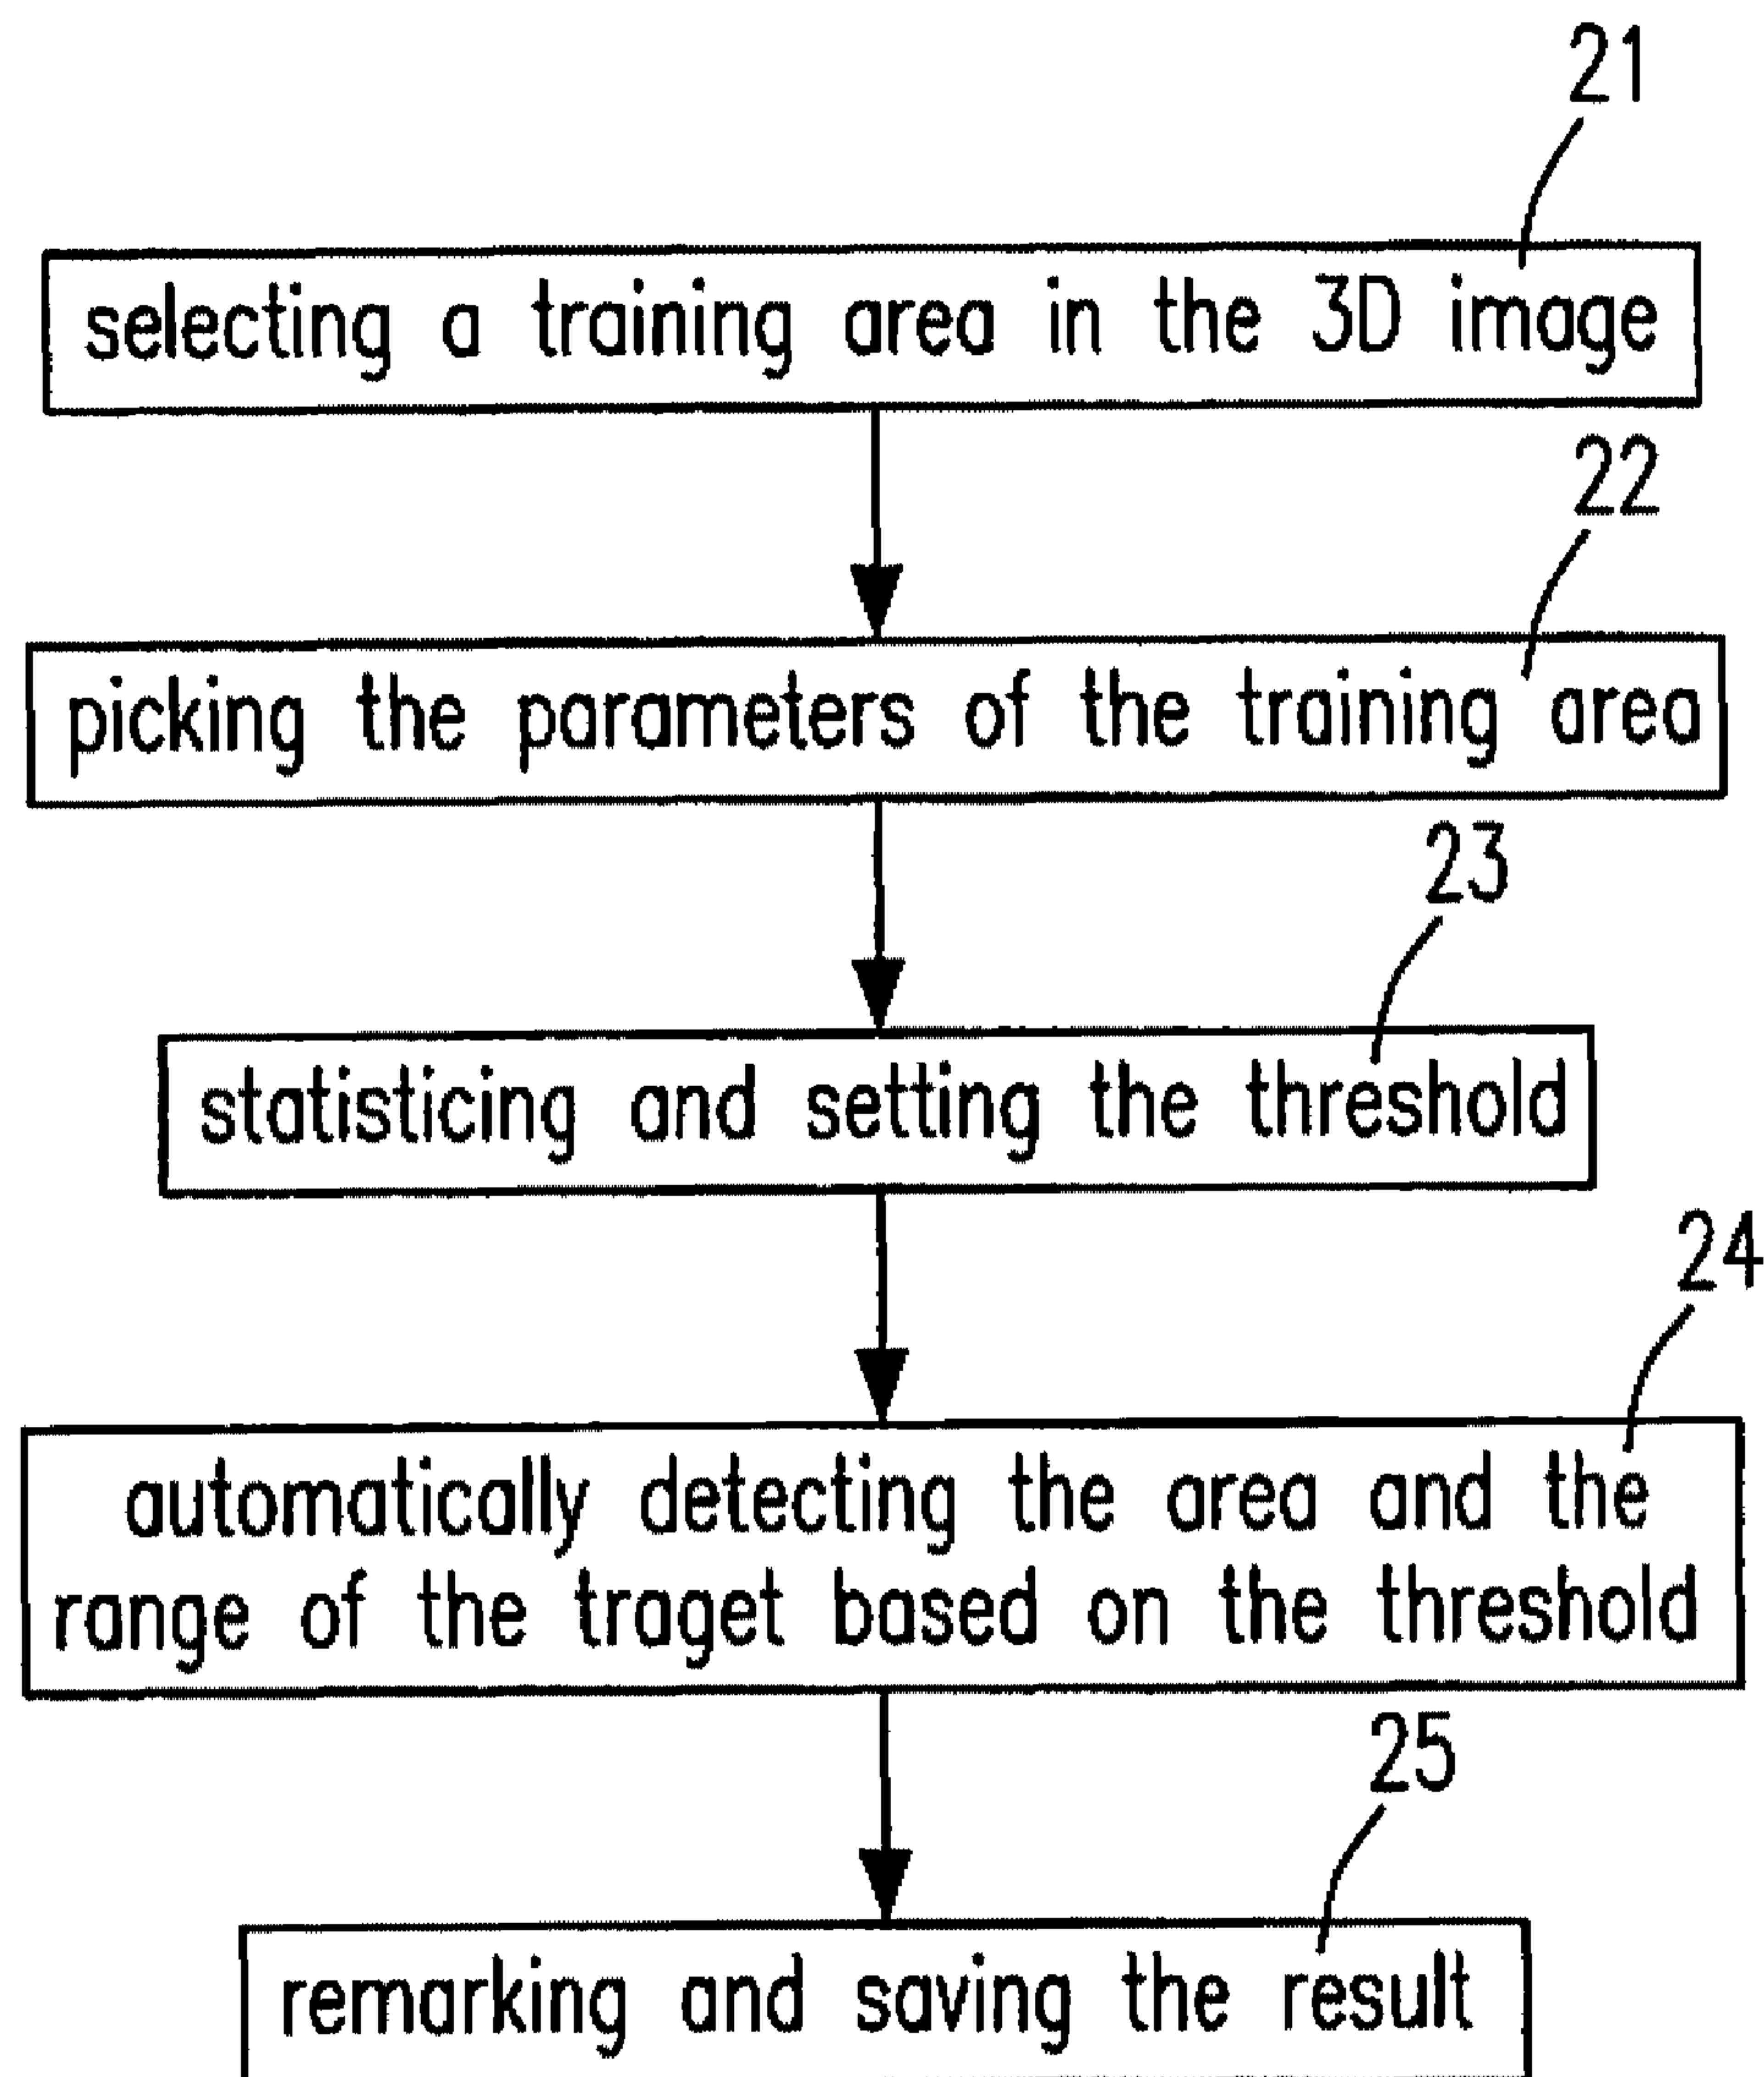 21
selecting a training area in the 3D image
22
picking the parameters of the training area
23
statisticing and setting the threshold
24
automatically detecting the area and the
range of the traget based on the threshold
25
remarking and saving the result